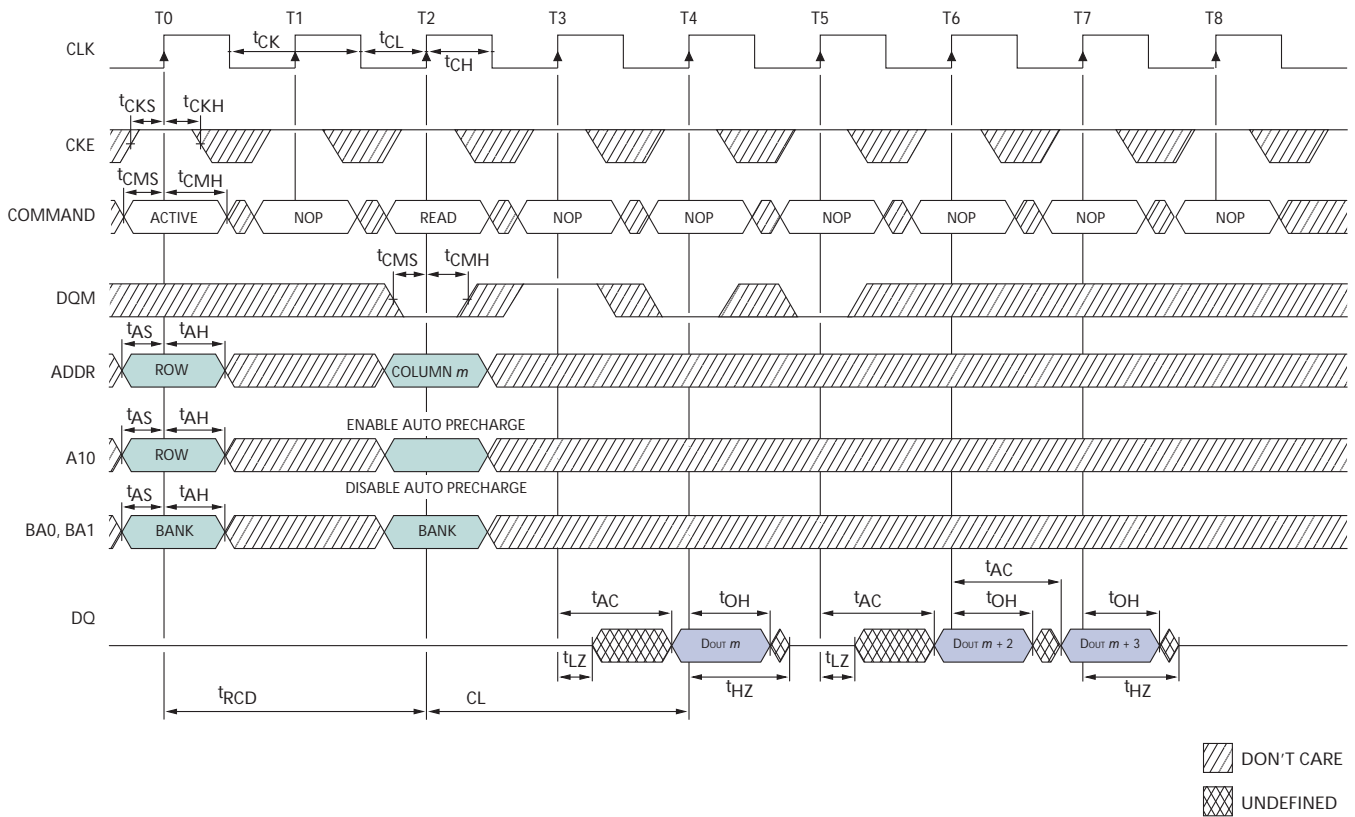 T0 T1 T2 T3 T4 T5 T6 T7 T8
CLK tCK tCL tCH
tCKS tCKH
CKE
tCMS tCMH
COMMAND ACTIVE NOP READ NOP NOP NOP NOP NOP NOP
tCMS tCMH
DQM
tAS tAH
ADDR ROW COLUMN m
tAS tAH ENABLE AUTO PRECHARGE
A10 ROW
tAS tAH DISABLE AUTO PRECHARGE
BA0, BA1 BANK BANK
tAC
tAC tOH tAC tOH tOH
DQ
DOUT m DOUT m + 2 DOUT m + 3
tLZ tLZ
tHZ tHZ
tRCD CL
DON'T CARE
UNDEFINED